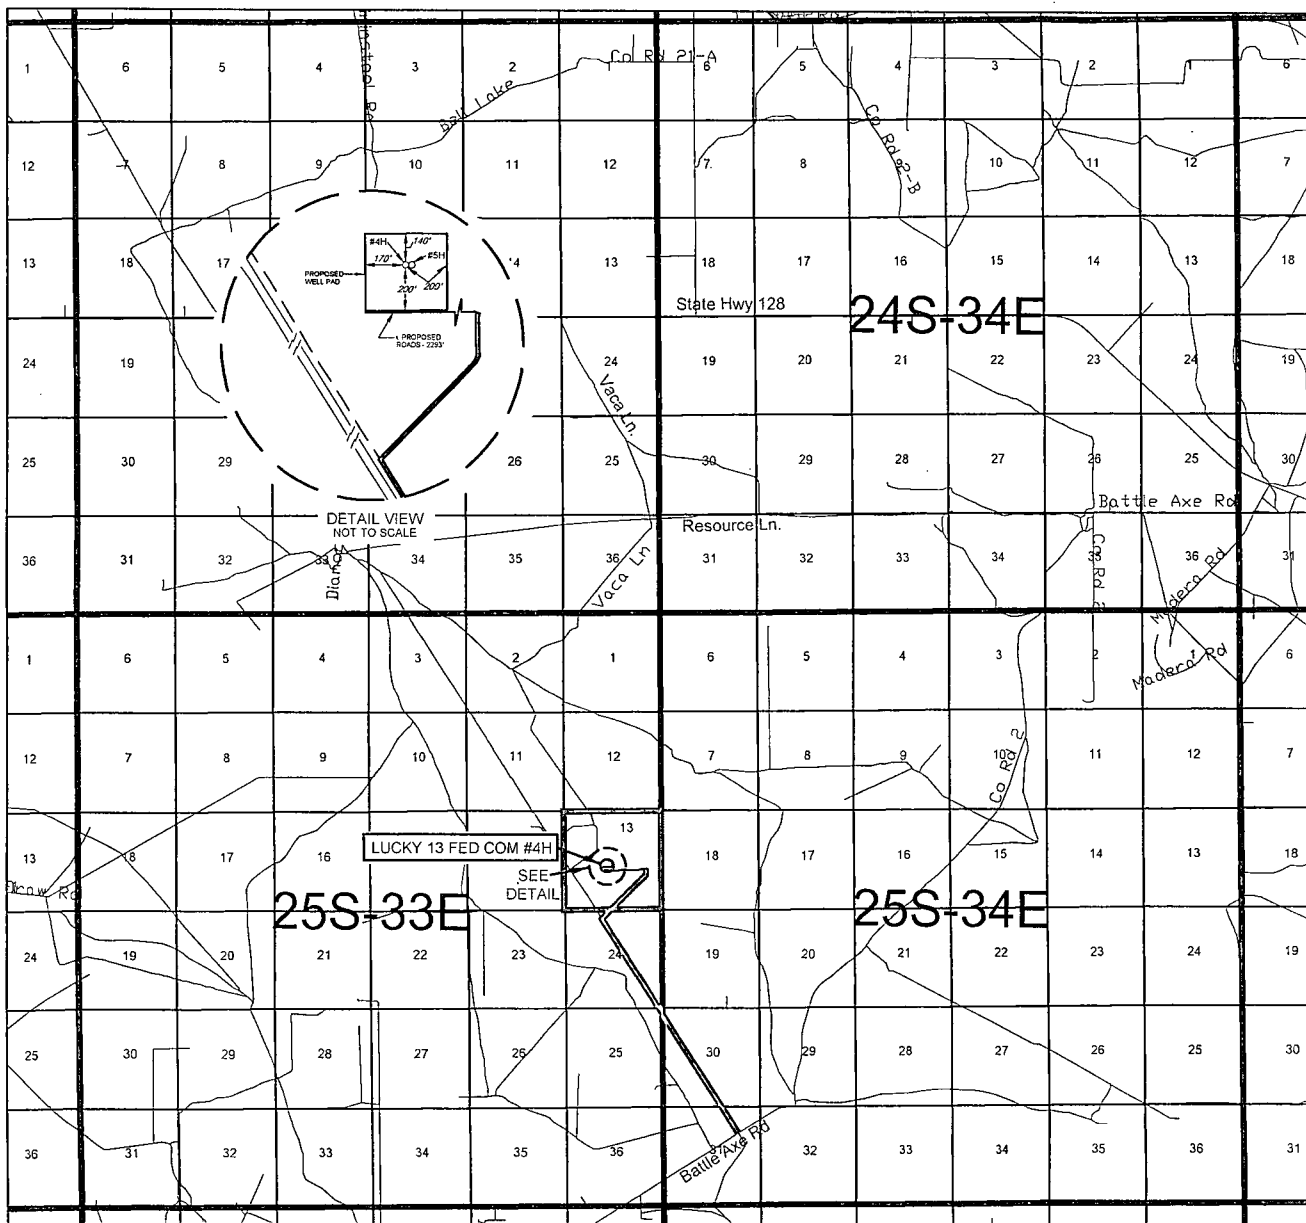 Co Rd 21-A
1 6 5 4 3 2 6 5 4 3 2 1 6
Bell Lake
Co Rd 2-B
12 7 8 9 10 11 12 7 8 10 11 12 7
#4H
140'
#5H
170'
200'
200'
PROPOSED
WELL PAD
PROPOSED
ROADS - 2293'
13 18 17 13 18 17 16 15 14 13 18
State Hwy 128
24S-34E
24 19 24 19 20 21 22 23 24 19
Vaca Ln.
25 30 29 26 25 30 29 28 27 26 25 30
Battle Axe Rd
DETAIL VIEW
NOT TO SCALE
Resource Ln.
36 31 32 33 34 35 36 31 32 33 34 35 36 31
Vaca Ln
Madera Rd
1 6 5 4 3 2 1 6 5 4 3 2 1 6
Madera Rd
12 7 8 9 10 11 12 7 8 9 10 11 12 7
Co Rd 2
13 18 17 16 13 18 17 16 15 14 13 18
LUCKY 13 FED COM #4H
SEE
DETAIL
25S-33E
25S-34E
24 19 20 21 22 23 24 19 20 21 22 23 24 19
25 30 29 28 27 26 25 30 29 28 27 26 25 30
36 31 32 33 34 35 36 32 33 34 35 36 31
Battle Axe Rd